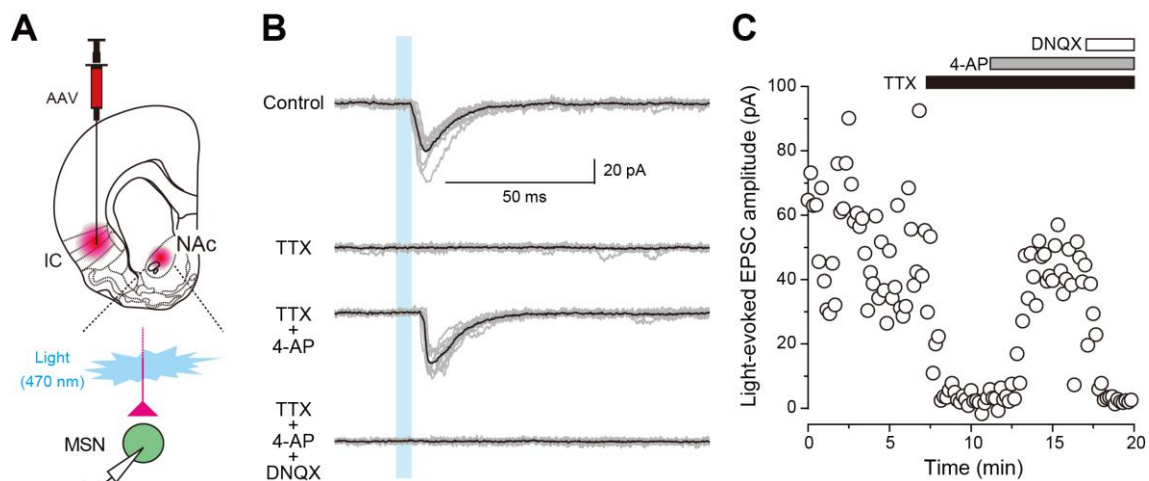 A
AAV
IC
NAc
Light
(470 nm)
MSN
B
Control
20 pA
50 ms
TTX
TTX
+
4-AP
TTX
+
4-AP
+
DNQX
C
DNQX
4-AP
TTX
Light-evoked EPSC amplitude (pA)
100
80
60
40
20
0
0 5 10 15 20
Time (min)